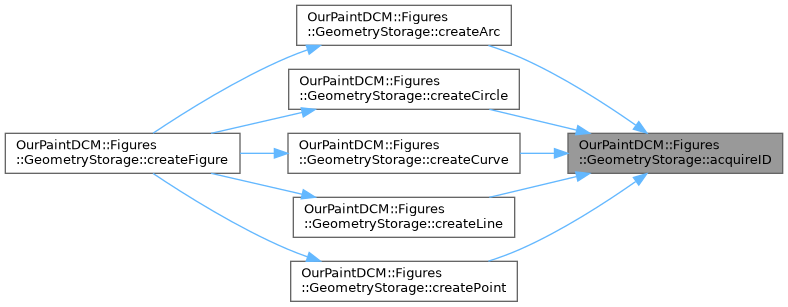 OurPaintDCM::Figures
::GeometryStorage::createArc
OurPaintDCM::Figures
::GeometryStorage::createCircle
OurPaintDCM::Figures
::GeometryStorage::createFigure
OurPaintDCM::Figures
::GeometryStorage::createCurve
OurPaintDCM::Figures
::GeometryStorage::acquireID
OurPaintDCM::Figures
::GeometryStorage::createLine
OurPaintDCM::Figures
::GeometryStorage::createPoint